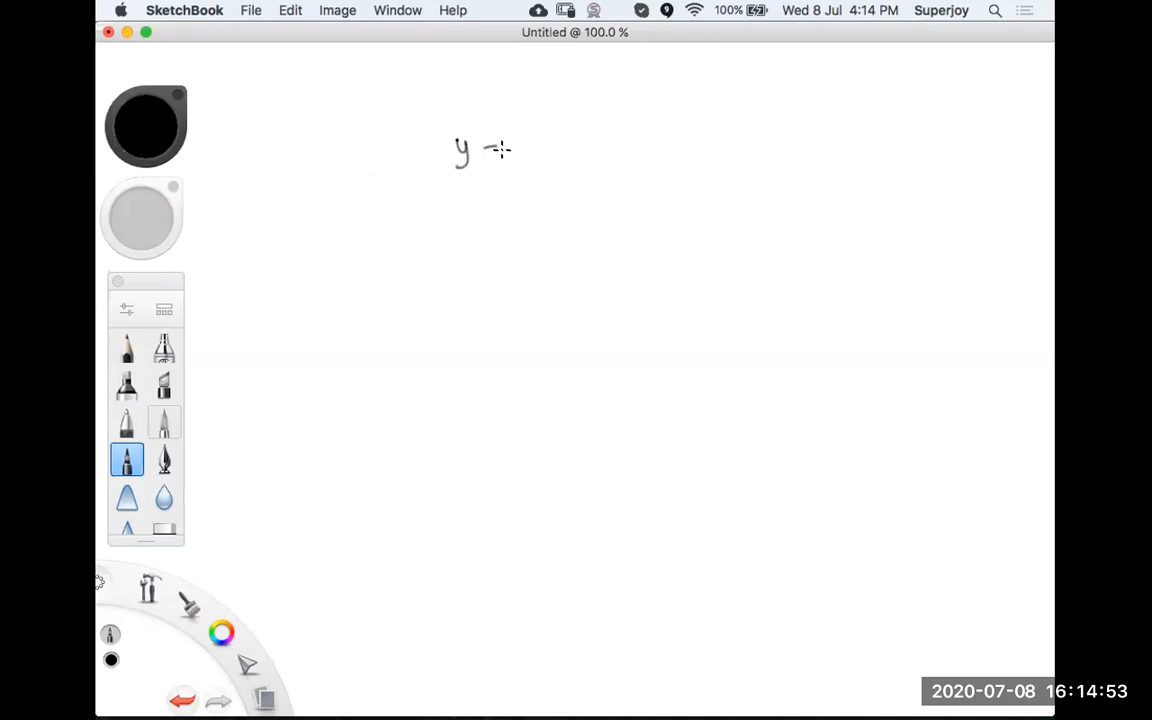 SketchBook File Edit Image Window Help 9 100% Wed 8 Jul 4:14 PM Superjoy
Untitled @ 100.0 %
y -
2020-07-08 16:14:53